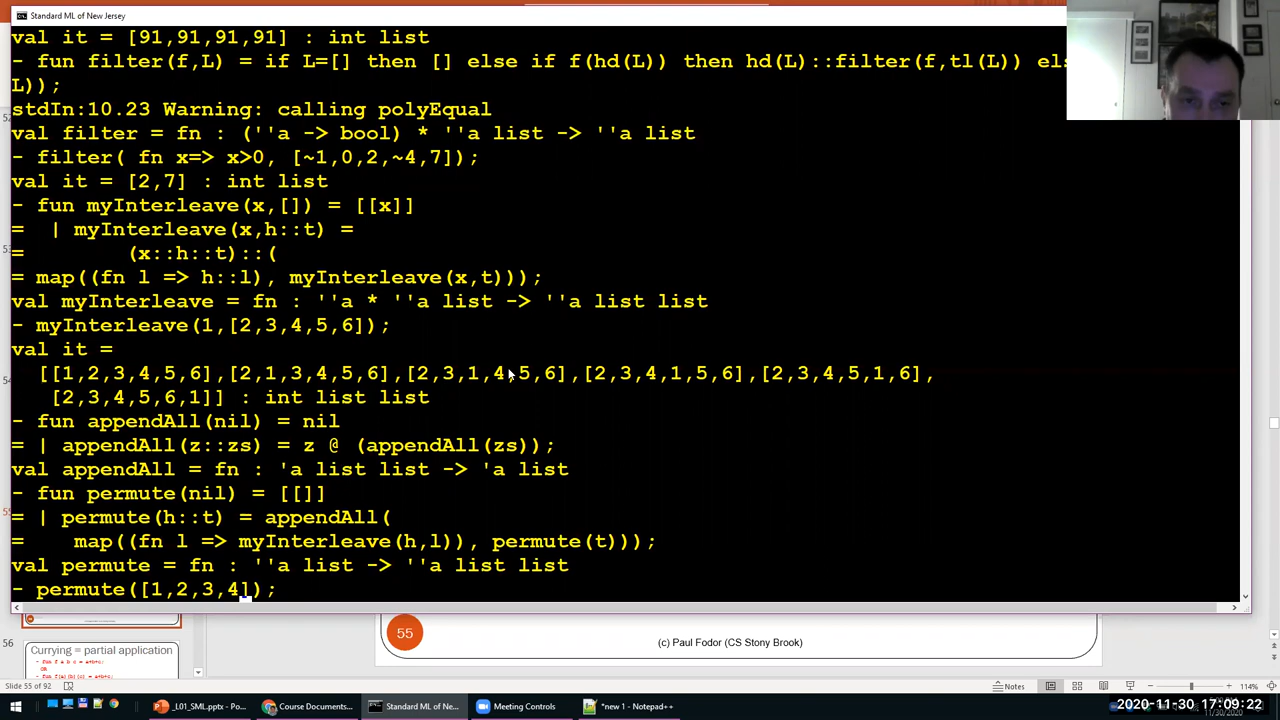 Standard ML of New Jersey
val it = [91,91,91,91] : int list
- fun filter(f,L) = if L=[] then [] else if f(hd(L)) then hd(L)::filter(f,tl(L)) els
L));
stdIn:10.23 Warning: calling polyEqual
val filter = fn : (''a -> bool) * ''a list -> ''a list
- filter( fn x=> x>0, [~1,0,2,~4,7]);
val it = [2,7] : int list
- fun myInterleave(x,[]) = [[x]]
=  | myInterleave(x,h::t) =
=        (x::h::t)::(
= map((fn l => h::l), myInterleave(x,t)));
val myInterleave = fn : ''a * ''a list -> ''a list list
- myInterleave(1,[2,3,4,5,6]);
val it =
  [[1,2,3,4,5,6],[2,1,3,4,5,6],[2,3,1,4,5,6],[2,3,4,1,5,6],[2,3,4,5,1,6],
   [2,3,4,5,6,1]] : int list list
- fun appendAll(nil) = nil
= | appendAll(z::zs) = z @ (appendAll(zs));
val appendAll = fn : 'a list list -> 'a list
- fun permute(nil) = [[]]
= | permute(h::t) = appendAll(
=    map((fn l => myInterleave(h,l)), permute(t)));
val permute = fn : ''a list -> ''a list list
- permute([1,2,3,4]);
55
(c) Paul Fodor (CS Stony Brook)
56
Currying = partial application
- fun f a b c = a+b+c;
OR
- fun f(a)(b)(c) = a+b+c;
Slide 55 of 92
Notes
114%
_L01_SML.pptx - Po...
Course Documents...
Standard ML of Ne...
Meeting Controls
*new 1 - Notepad++
2020-11-30 17:09:22